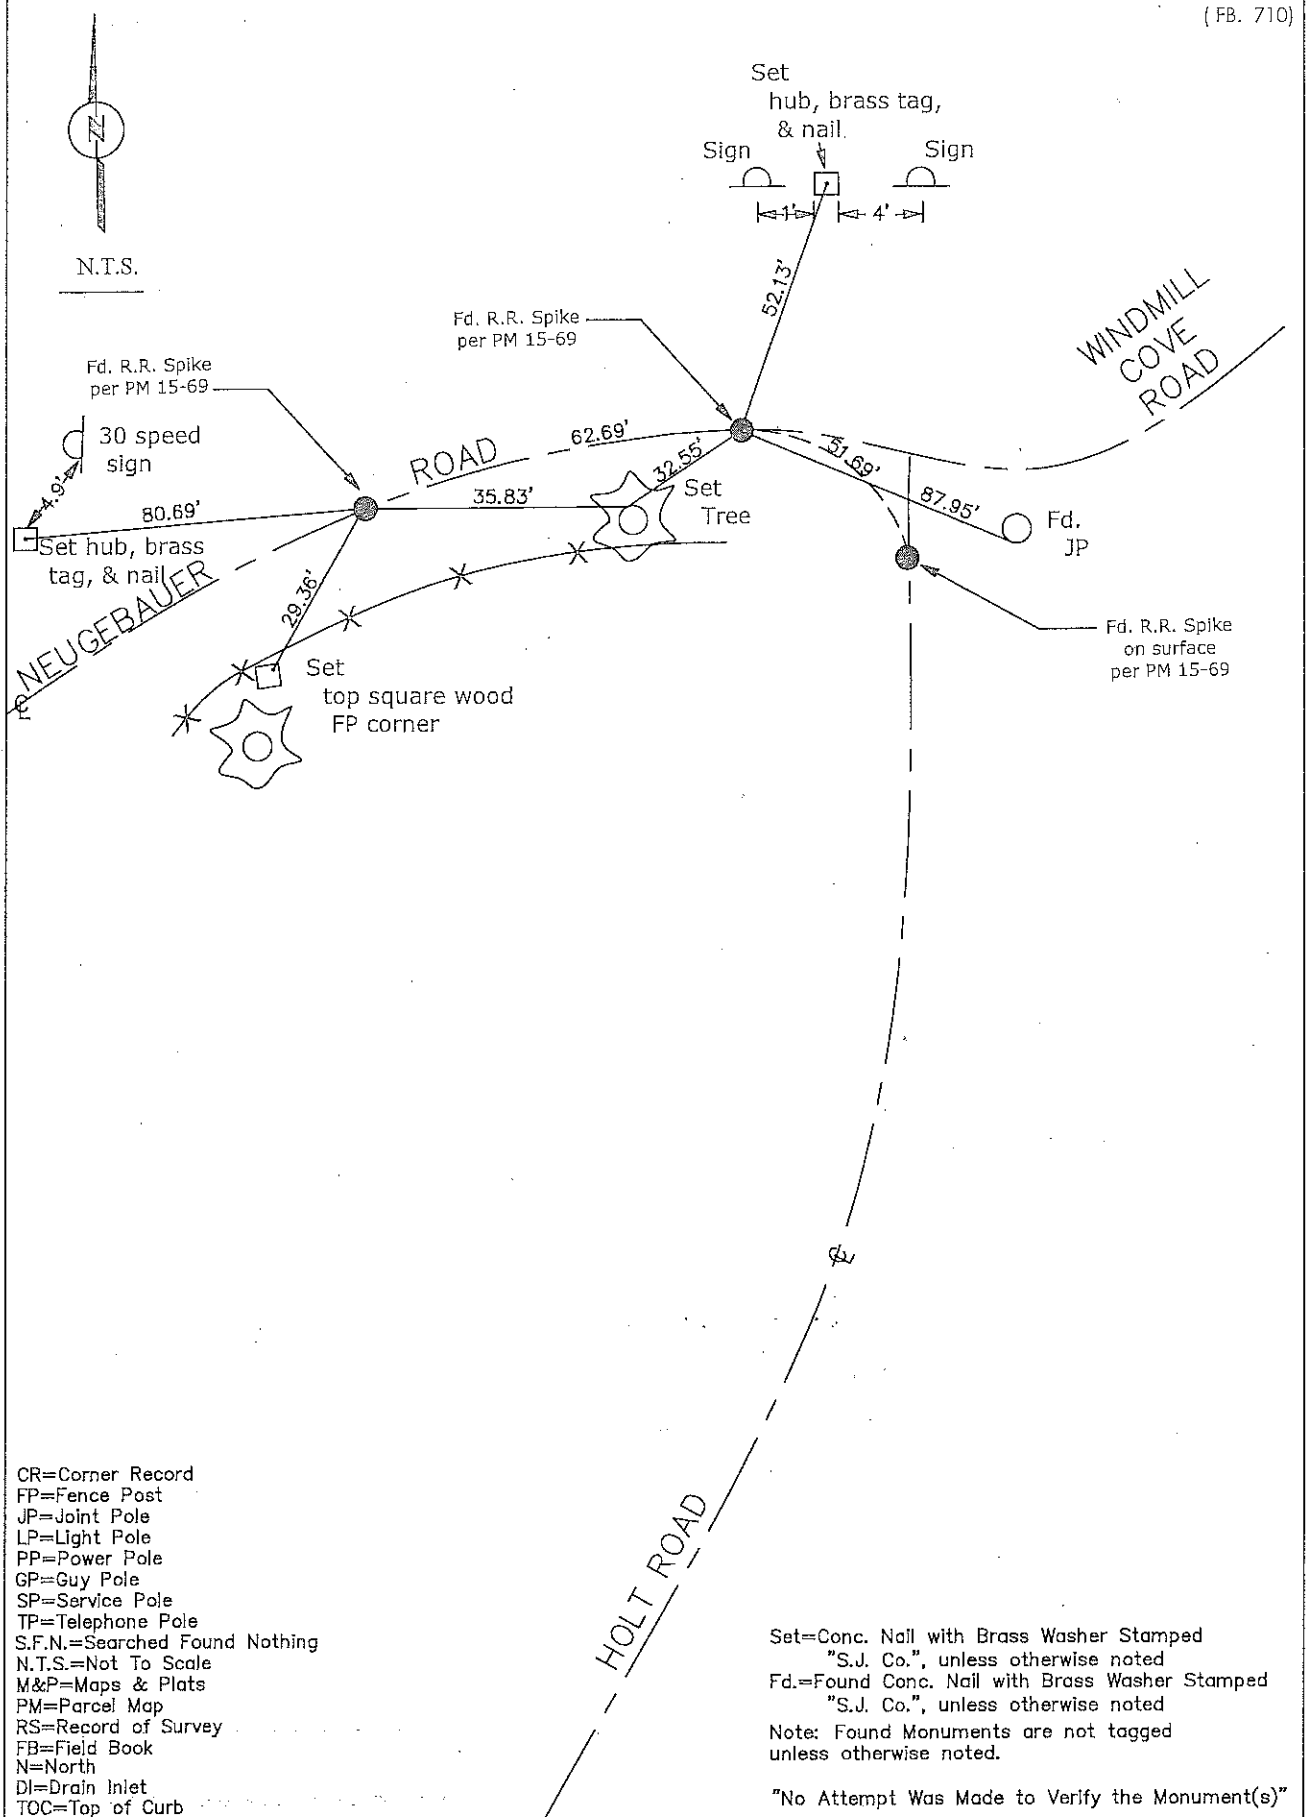 ( FB. 710)
N
N.T.S.
Set
hub, brass tag,
& nail
Sign
Sign
1'
4'
52.13'
WINDMILL
COVE
ROAD
Fd. R.R. Spike
per PM 15-69
Fd. R.R. Spike
per PM 15-69
30 speed
sign
4.9'
80.69'
ROAD
62.69'
35.83'
32.55'
51.69'
87.95'
Set
Tree
Fd.
JP
Set hub, brass
tag, & nail
NEUGEBAUER
29.36'
Set
top square wood
FP corner
Fd. R.R. Spike
on surface
per PM 15-69
℄
℄
HOLT ROAD
CR=Corner Record
FP=Fence Post
JP=Joint Pole
LP=Light Pole
PP=Power Pole
GP=Guy Pole
SP=Service Pole
TP=Telephone Pole
S.F.N.=Searched Found Nothing
N.T.S.=Not To Scale
M&P=Maps & Plats
PM=Parcel Map
RS=Record of Survey
FB=Field Book
N=North
DI=Drain Inlet
TOC=Top of Curb
Set=Conc. Nail with Brass Washer Stamped
"S.J. Co.", unless otherwise noted
Fd.=Found Conc. Nail with Brass Washer Stamped
"S.J. Co.", unless otherwise noted
Note: Found Monuments are not tagged
unless otherwise noted.
"No Attempt Was Made to Verify the Monument(s)"